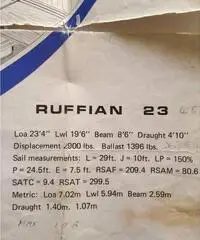 RUFFIAN 23
Loa 23'4" Lwl 19'6" Beam 8'6" Draught 4'10"
Displacement 2900 lbs. Ballast 1396 lbs.
Sail measurements: L = 29ft. J = 10ft. LP = 150%
P = 24.5ft. E = 7.5 ft. RSAF = 209.4 RSAM = 80.6
SATC = 9.4 RSAT = 299.5
Metric: Loa 7.02m Lwl 5.94m Beam 2.59m
Draught 1.40m. 1.07m